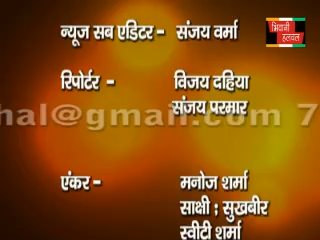 न्यूज सब एडिटर - संजय वर्मा
भिवानी
हलचल
रिपोर्टर - विजय दहिया
संजय परमार
hal@gmail.com 7
एंकर - मनोज शर्मा
साक्षी ; सुखबीर
स्वीटी शर्मा